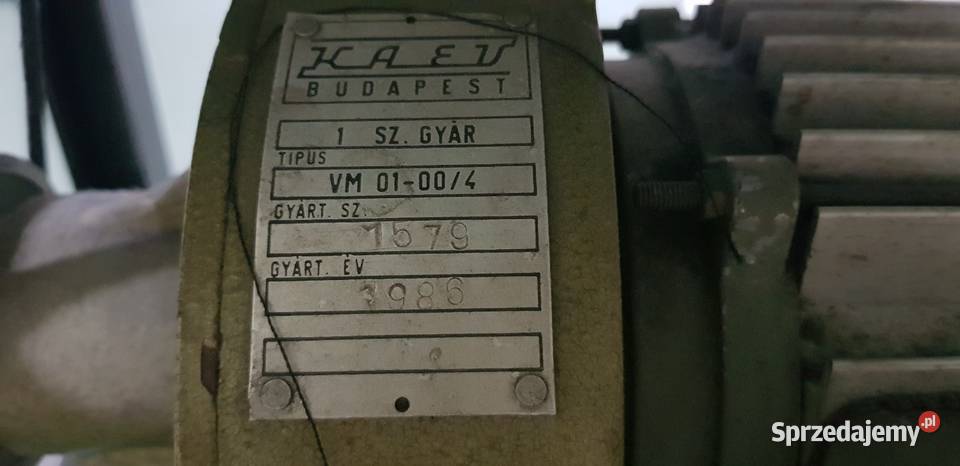 KAEV
BUDAPEST
1 SZ. GYÁR
TIPUS
VM 01-00/4
GYÁRT. SZ.
1579
GYÁRT. ÉV
1986
Sprzedajemy.pl